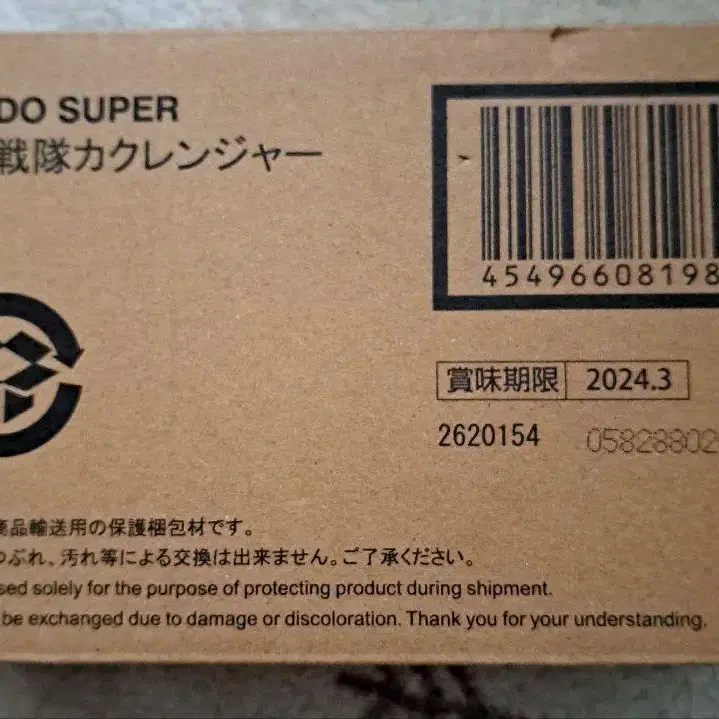 DO SUPER
戦隊カクレンジャー
45496608198
賞味期限 2024.3
2620154 05828802
商品輸送用の保護梱包材です。
つぶれ、汚れ等による交換は出来ません。ご了承ください。
sed solely for the purpose of protecting product during shipment.
be exchanged due to damage or discoloration. Thank you for your understanding.